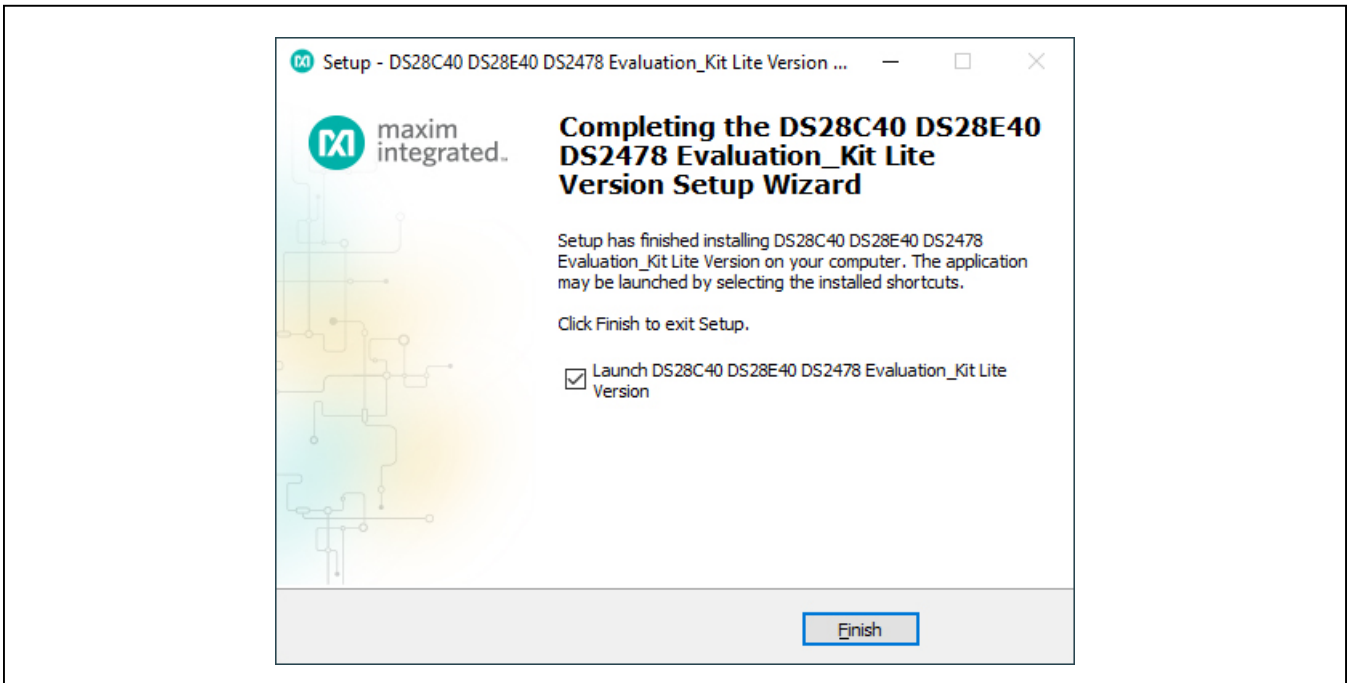 Setup - DS28C40 DS28E40 DS2478 Evaluation_Kit Lite Version ...
maxim
integrated™
Completing the DS28C40 DS28E40
DS2478 Evaluation_Kit Lite
Version Setup Wizard
Setup has finished installing DS28C40 DS28E40 DS2478
Evaluation_Kit Lite Version on your computer. The application
may be launched by selecting the installed shortcuts.
Click Finish to exit Setup.
Launch DS28C40 DS28E40 DS2478 Evaluation_Kit Lite
Version
Finish